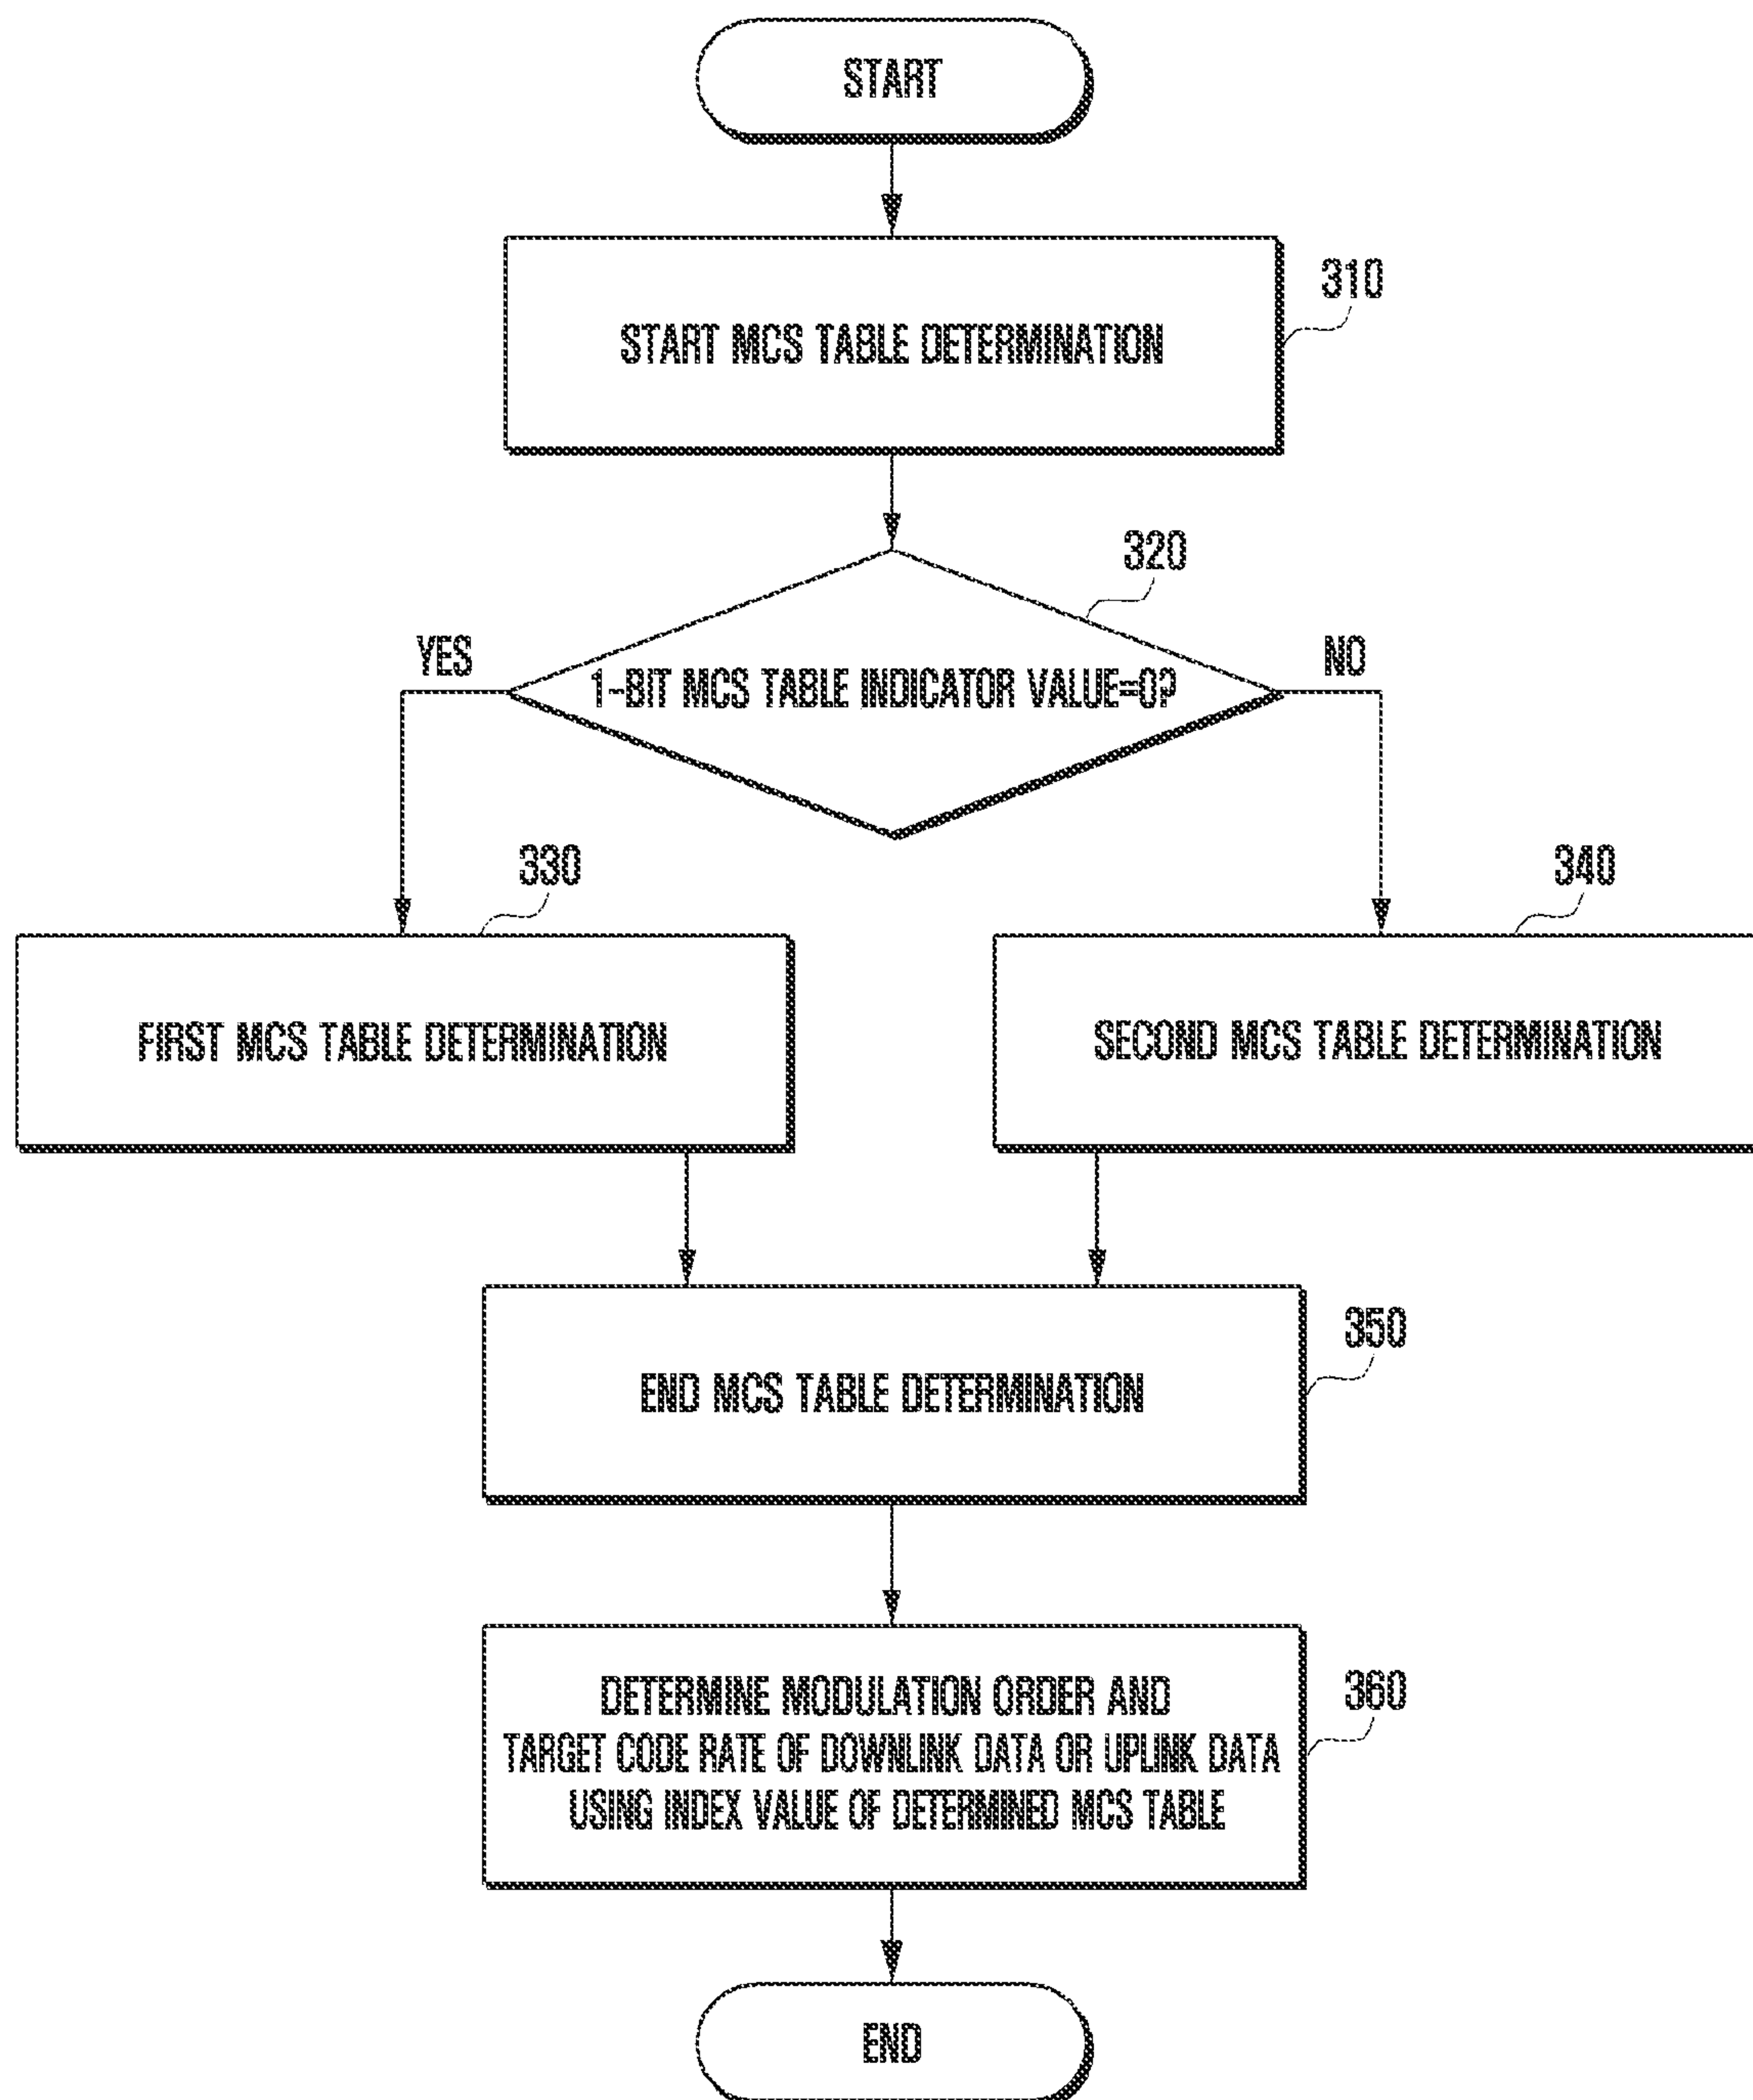 START
310
START MCS TABLE DETERMINATION
320
YES
1-BIT MCS TABLE INDICATOR VALUE=0?
NO
330
340
FIRST MCS TABLE DETERMINATION
SECOND MCS TABLE DETERMINATION
350
END MCS TABLE DETERMINATION
360
DETERMINE MODULATION ORDER AND
TARGET CODE RATE OF DOWNLINK DATA OR UPLINK DATA
USING INDEX VALUE OF DETERMINED MCS TABLE
END